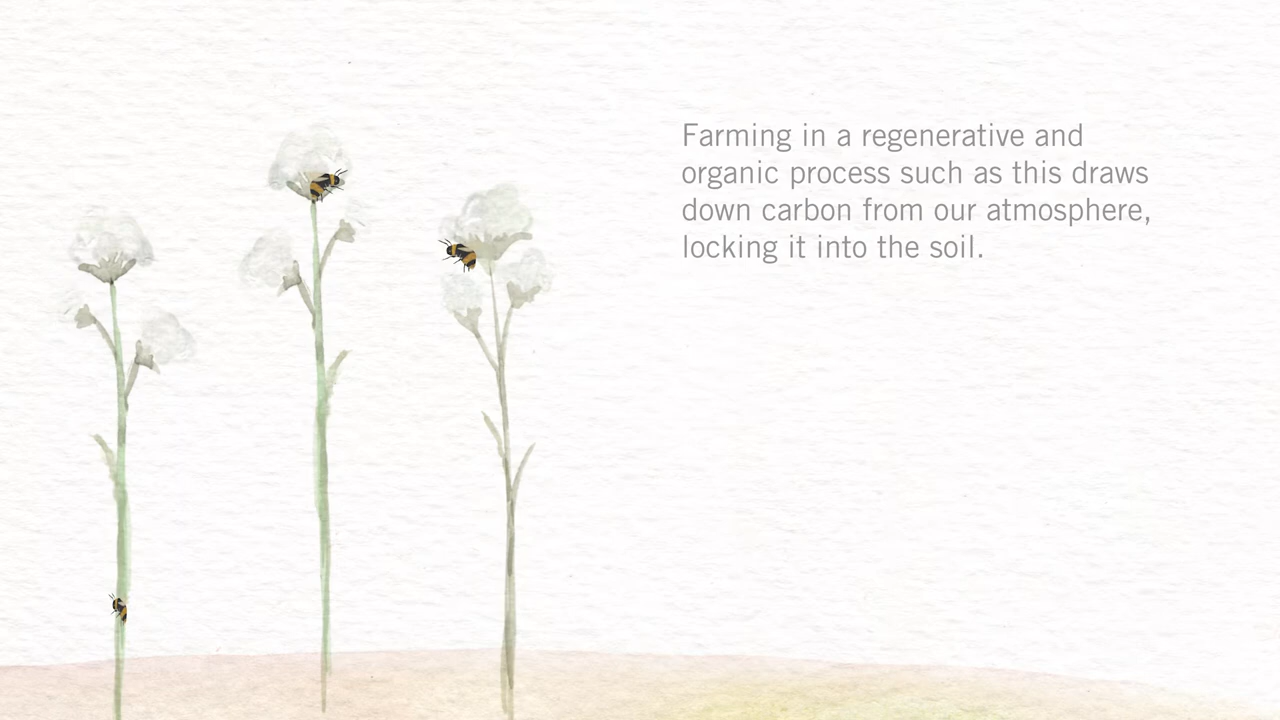 Farming in a regenerative and
organic process such as this draws
down carbon from our atmosphere,
locking it into the soil.